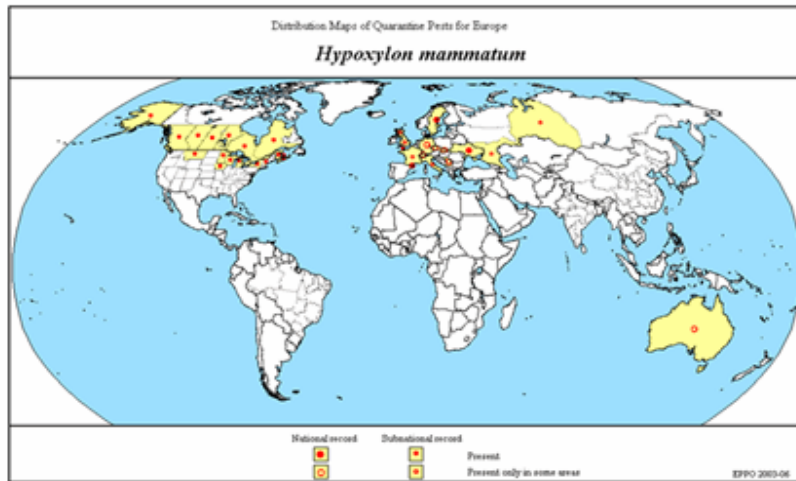 Distribution Maps of Quarantine Pests for Europe
Hypoxylon mammatum
National record Subnational record
Present
Present only in some areas
EPPO 2003-06